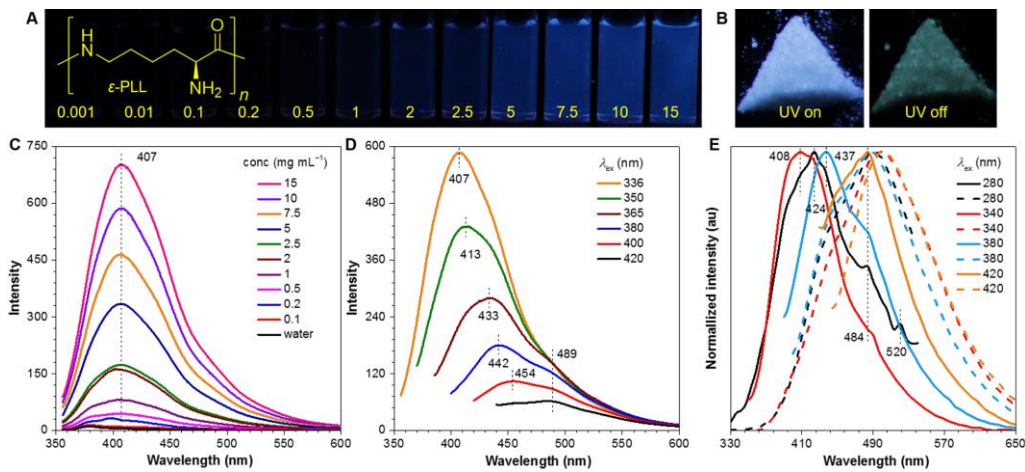 A
H
N
O
NH2
n
ε-PLL
0.001 0.01 0.1 0.2 0.5 1 2 2.5 5 7.5 10 15
B
UV on
UV off
C
407
conc (mg mL⁻¹)
15
10
7.5
5
2.5
2
1
0.5
0.2
0.1
water
750
600
450
300
150
0
350 400 450 500 550 600
Intensity
Wavelength (nm)
D
λex (nm)
336
350
365
380
400
420
407
413
433
442
454
489
600
480
360
240
120
0
350 400 450 500 550 600
Intensity
Wavelength (nm)
E
408
437
424
484
520
λex (nm)
280
280
340
340
380
380
420
420
330 410 490 570 650
Normallized intensity (au)
Wavelength (nm)